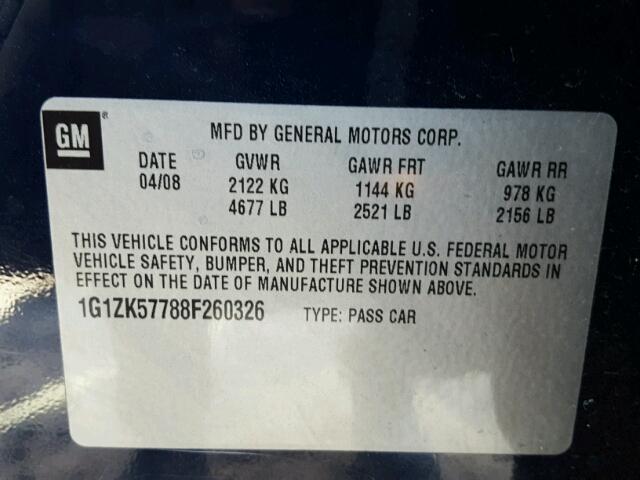 GM ®
MFD BY GENERAL MOTORS CORP.
DATE GVWR GAWR FRT GAWR RR
04/08 2122 KG 1144 KG 978 KG
4677 LB 2521 LB 2156 LB
THIS VEHICLE CONFORMS TO ALL APPLICABLE U.S. FEDERAL MOTOR
VEHICLE SAFETY, BUMPER, AND THEFT PREVENTION STANDARDS IN
EFFECT ON THE DATE OF MANUFACTURE SHOWN ABOVE.
1G1ZK57788F260326 TYPE: PASS CAR